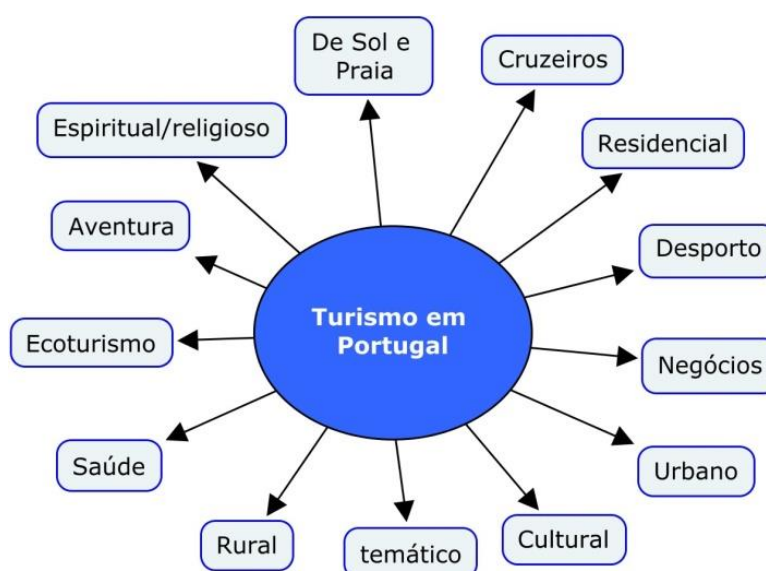 De Sol e
Praia
Cruzeiros
Espiritual/religioso
Residencial
Aventura
Desporto
Turismo em
Portugal
Ecoturismo
Negócios
Saúde
Urbano
Rural
temático
Cultural